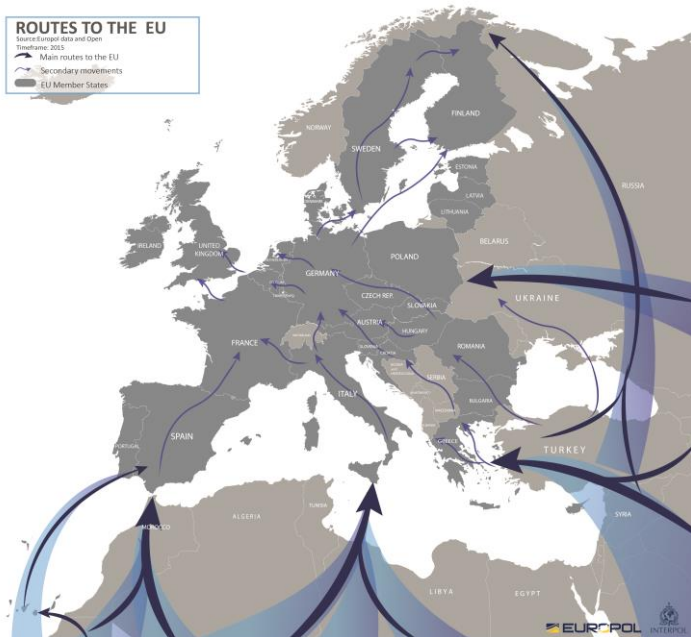 ROUTES TO THE EU
Source:Europol data and Open
Timeframe: 2015
Main routes to the EU
Secondary movements
EU Member States
NORWAY
FINLAND
SWEDEN
ESTONIA
RUSSIA
LATVIA
LITHUANIA
IRELAND
UNITED
KINGDOM
BELARUS
POLAND
GERMANY
CZECH REP.
SLOVAKIA
UKRAINE
AUSTRIA
HUNGARY
FRANCE
ROMANIA
SLOVENIA
CROATIA
SERBIA
ITALY
BULGARIA
PORTUGAL
SPAIN
GREECE
TURKEY
SYRIA
MOROCCO
ALGERIA
TUNISIA
LIBYA
EGYPT
EUROPOL
INTERPOL